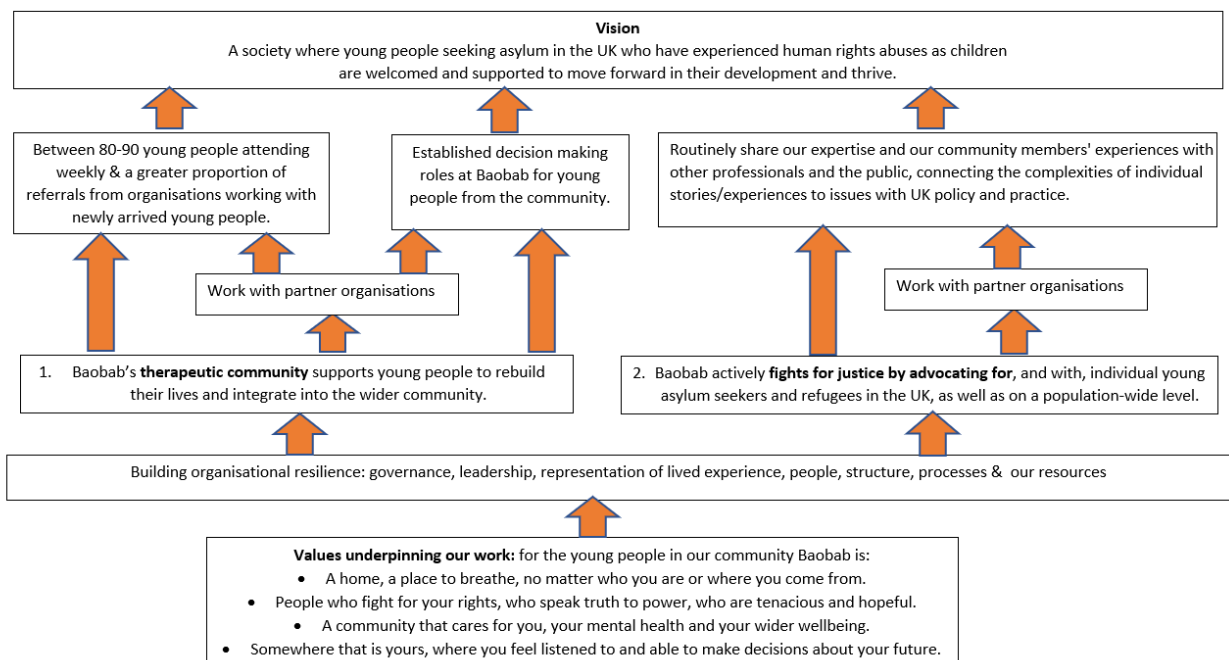 Vision
A society where young people seeking asylum in the UK who have experienced human rights abuses as children
are welcomed and supported to move forward in their development and thrive.
Between 80-90 young people attending
weekly & a greater proportion of
referrals from organisations working with
newly arrived young people.
Established decision making
roles at Baobab for young
people from the community.
Routinely share our expertise and our community members' experiences with
other professionals and the public, connecting the complexities of individual
stories/experiences to issues with UK policy and practice.
Work with partner organisations
Work with partner organisations
1. Baobab’s therapeutic community supports young people to rebuild
their lives and integrate into the wider community.
2. Baobab actively fights for justice by advocating for, and with, individual young
asylum seekers and refugees in the UK, as well as on a population-wide level.
Building organisational resilience: governance, leadership, representation of lived experience, people, structure, processes & our resources
Values underpinning our work: for the young people in our community Baobab is:
• A home, a place to breathe, no matter who you are or where you come from.
• People who fight for your rights, who speak truth to power, who are tenacious and hopeful.
• A community that cares for you, your mental health and your wider wellbeing.
• Somewhere that is yours, where you feel listened to and able to make decisions about your future.